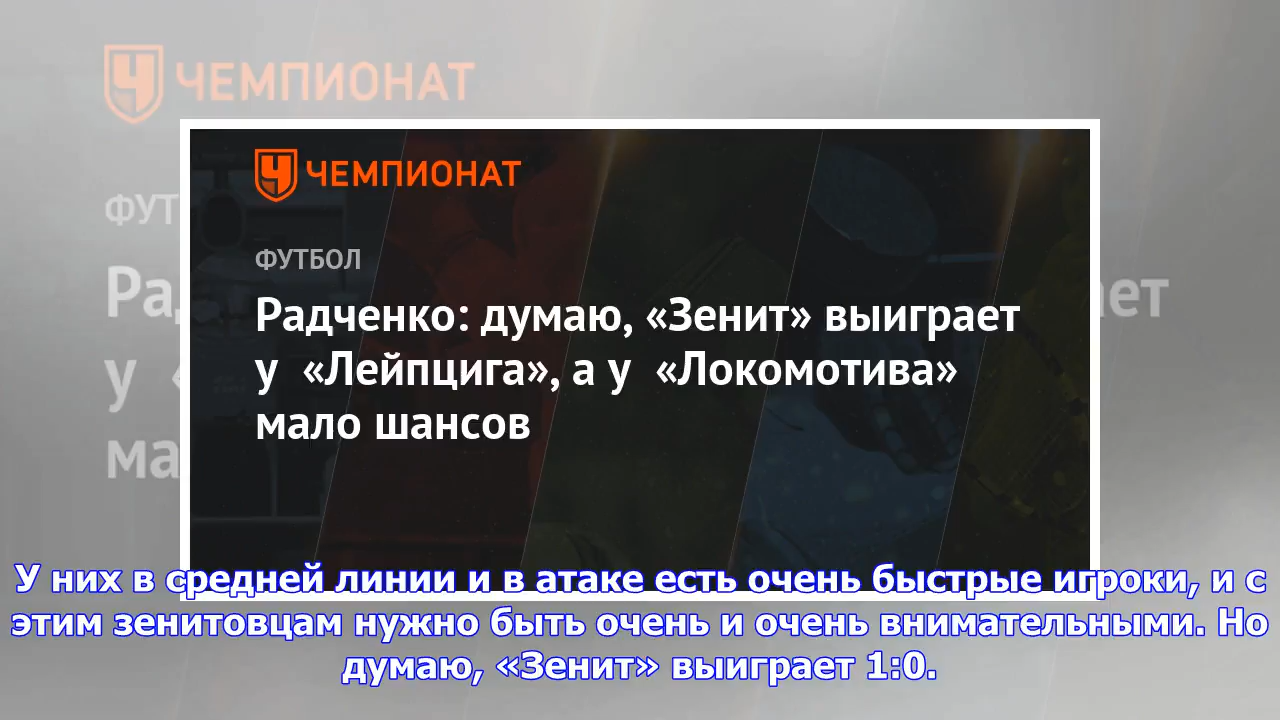 ЧЕМПИОНАТ
ЧЕМПИОНАТ
ФУТБОЛ
Радченко: думаю, «Зенит» выиграет
у «Лейпцига», а у «Локомотива»
мало шансов
У них в средней линии и в атаке есть очень быстрые игроки, и с
этим зенитовцам нужно быть очень и очень внимательными. Но
думаю, «Зенит» выиграет 1:0.